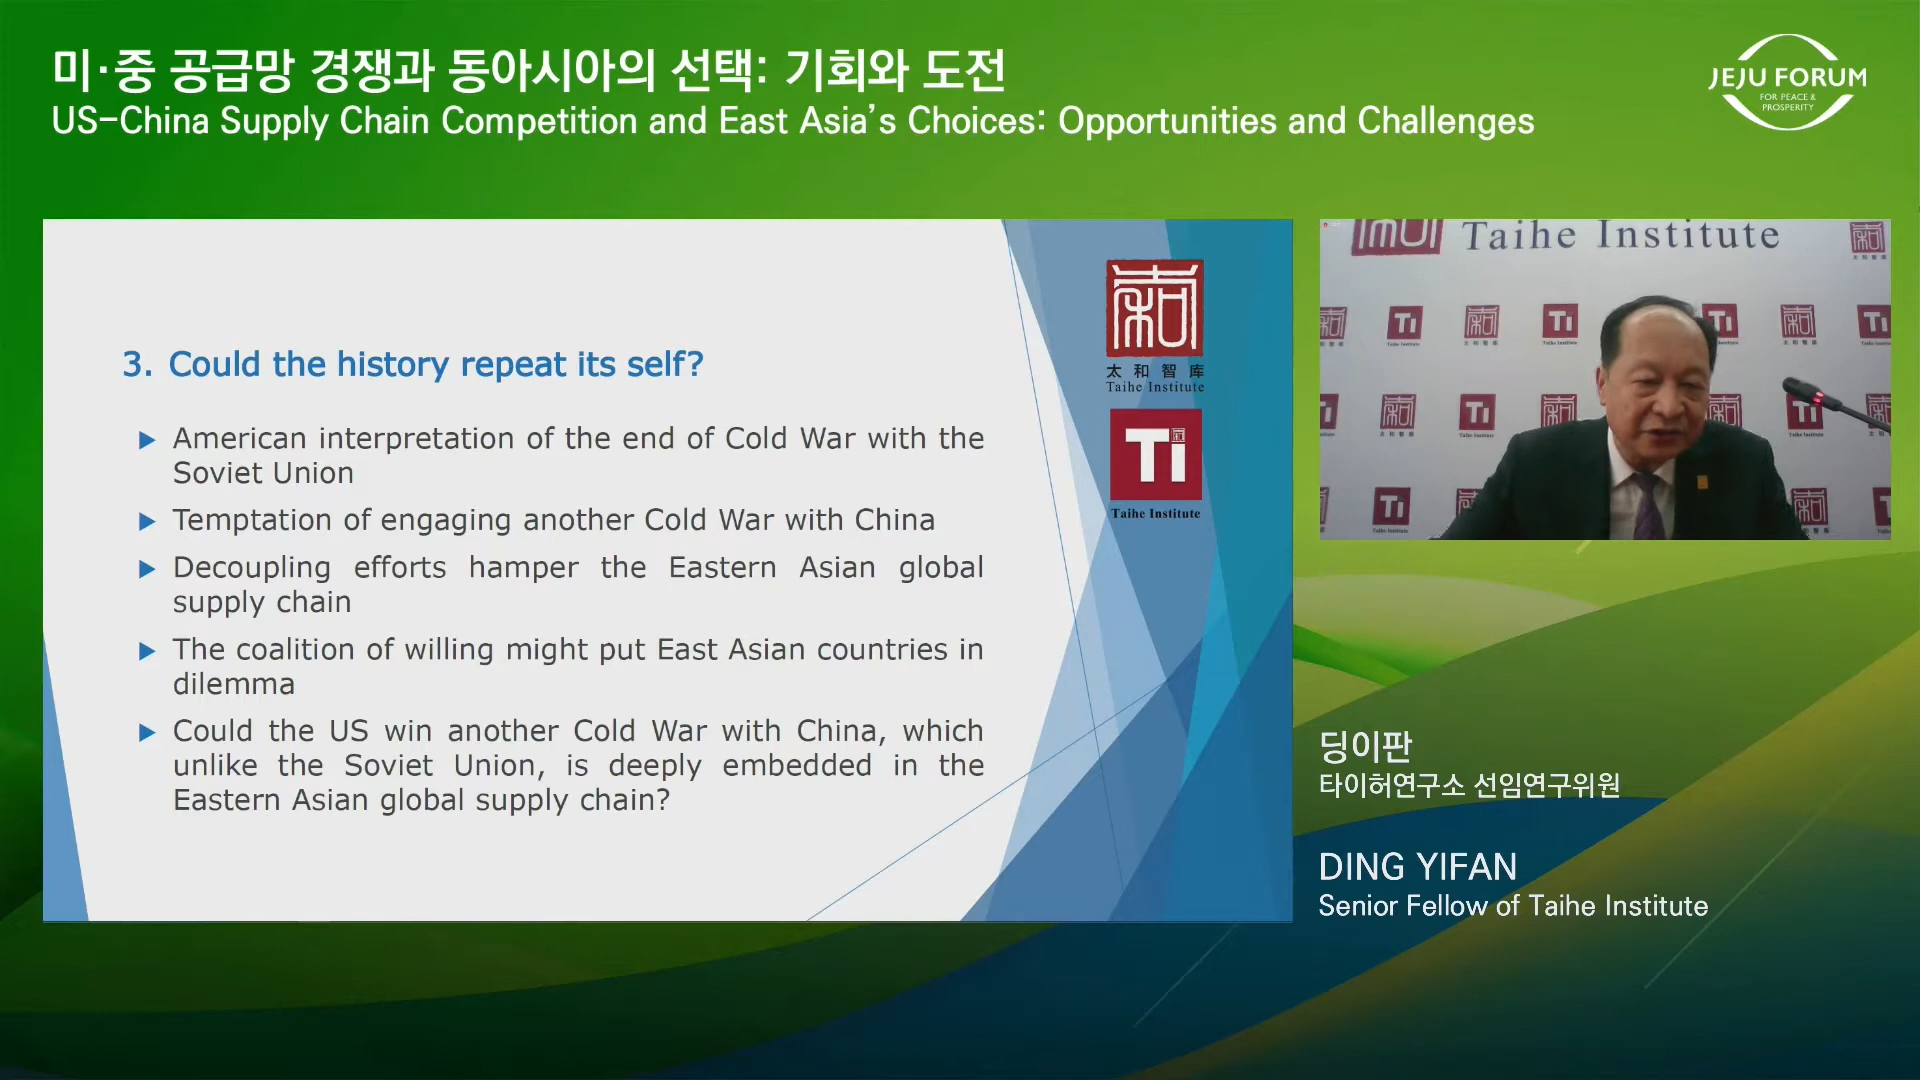 미·중 공급망 경쟁과 동아시아의 선택: 기회와 도전
US-China Supply Chain Competition and East Asia's Choices: Opportunities and Challenges
JEJU FORUM
FOR PEACE &
PROSPERITY
3. Could the history repeat its self?
American interpretation of the end of Cold War with the
Soviet Union
Temptation of engaging another Cold War with China
Decoupling efforts hamper the Eastern Asian global
supply chain
The coalition of willing might put East Asian countries in
dilemma
Could the US win another Cold War with China, which
unlike the Soviet Union, is deeply embedded in the
Eastern Asian global supply chain?
太和智库
Taihe Institute
Ti
Taihe Institute
Taihe Institute
딩이판
타이허연구소 선임연구위원
DING YIFAN
Senior Fellow of Taihe Institute